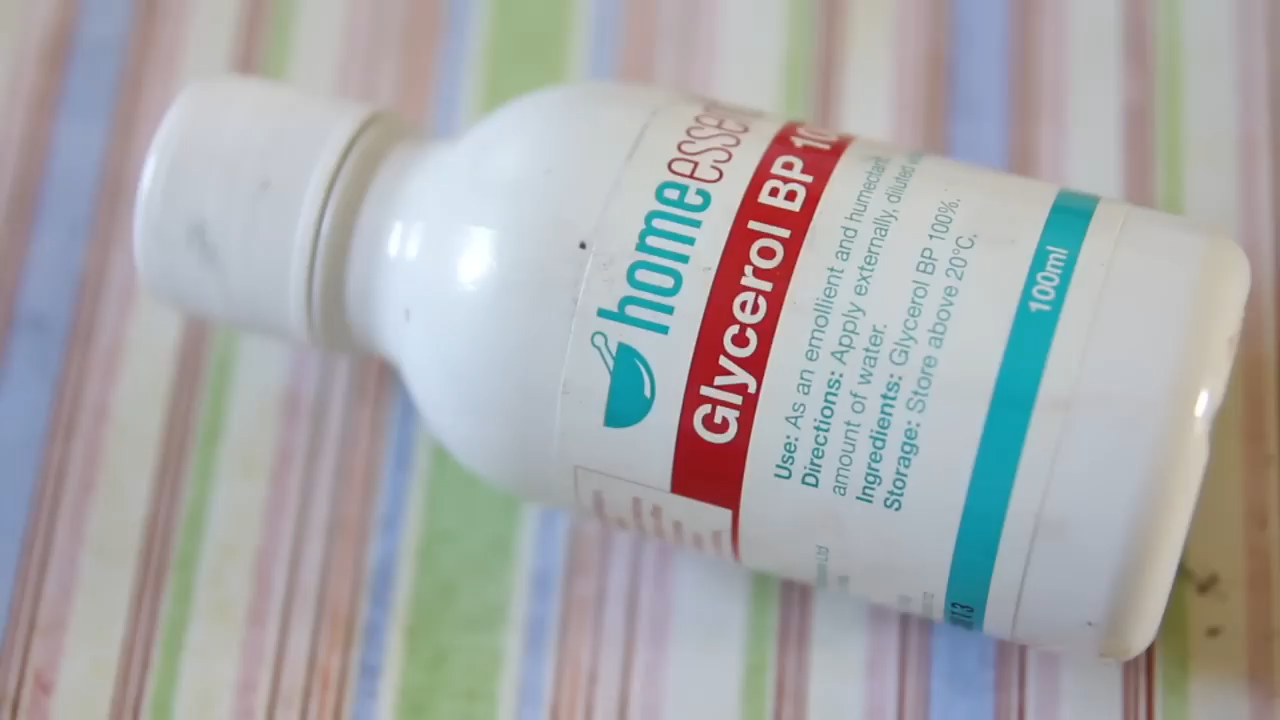 home
Glycerol BP
Use: As an emollient and humectant
Directions: Apply externally, diluted
amount of water.
Ingredients: Glycerol BP 100%.
Storage: Store above 20°C.
100ml